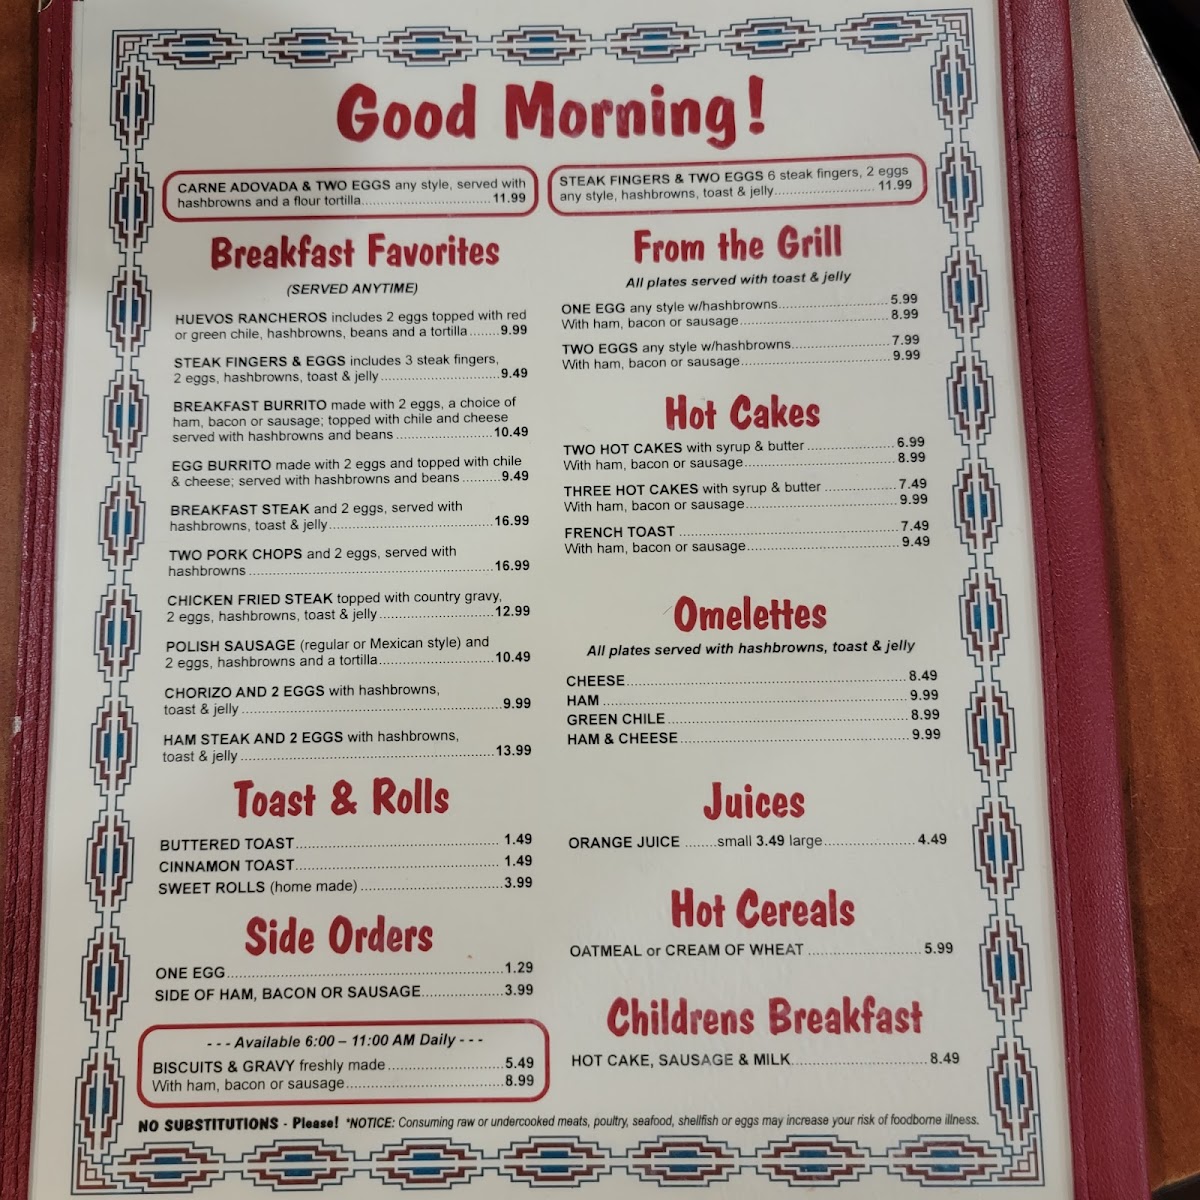 Good Morning!
CARNE ADOVADA & TWO EGGS any style, served with
hashbrowns and a flour tortilla................................11.99
STEAK FINGERS & TWO EGGS 6 steak fingers, 2 eggs
any style, hashbrowns, toast & jelly.........................11.99
Breakfast Favorites
(SERVED ANYTIME)
HUEVOS RANCHEROS includes 2 eggs topped with red
or green chile, hashbrowns, beans and a tortilla........9.99
STEAK FINGERS & EGGS includes 3 steak fingers,
2 eggs, hashbrowns, toast & jelly..............................9.49
BREAKFAST BURRITO made with 2 eggs, a choice of
ham, bacon or sausage; topped with chile and cheese
served with hashbrowns and beans.........................10.49
EGG BURRITO made with 2 eggs and topped with chile
& cheese; served with hashbrowns and beans.........9.49
BREAKFAST STEAK and 2 eggs, served with
hashbrowns, toast & jelly.........................................16.99
TWO PORK CHOPS and 2 eggs, served with
hashbrowns.............................................................16.99
CHICKEN FRIED STEAK topped with country gravy,
2 eggs, hashbrowns, toast & jelly............................12.99
POLISH SAUSAGE (regular or Mexican style) and
2 eggs, hashbrowns and a tortilla............................10.49
CHORIZO AND 2 EGGS with hashbrowns,
toast & jelly................................................................9.99
HAM STEAK AND 2 EGGS with hashbrowns,
toast & jelly..............................................................13.99
Toast & Rolls
BUTTERED TOAST..................................................1.49
CINNAMON TOAST..................................................1.49
SWEET ROLLS (home made)...................................3.99
Side Orders
ONE EGG..................................................................1.29
SIDE OF HAM, BACON OR SAUSAGE....................3.99
- - - Available 6:00 – 11:00 AM Daily - - -
BISCUITS & GRAVY freshly made............................5.49
With ham, bacon or sausage......................................8.99
From the Grill
All plates served with toast & jelly
ONE EGG any style w/hashbrowns...........................5.99
With ham, bacon or sausage.....................................8.99
TWO EGGS any style w/hashbrowns........................7.99
With ham, bacon or sausage.....................................9.99
Hot Cakes
TWO HOT CAKES with syrup & butter......................6.99
With ham, bacon or sausage.....................................8.99
THREE HOT CAKES with syrup & butter..................7.49
With ham, bacon or sausage.....................................9.99
FRENCH TOAST......................................................7.49
With ham, bacon or sausage.....................................9.49
Omelettes
All plates served with hashbrowns, toast & jelly
CHEESE....................................................................8.49
HAM..........................................................................9.99
GREEN CHILE..........................................................8.99
HAM & CHEESE.......................................................9.99
Juices
ORANGE JUICE ........small 3.49 large......................4.49
Hot Cereals
OATMEAL or CREAM OF WHEAT...........................5.99
Childrens Breakfast
HOT CAKE, SAUSAGE & MILK................................8.49
NO SUBSTITUTIONS - Please! *NOTICE: Consuming raw or undercooked meats, poultry, seafood, shellfish or eggs may increase your risk of foodborne illness.